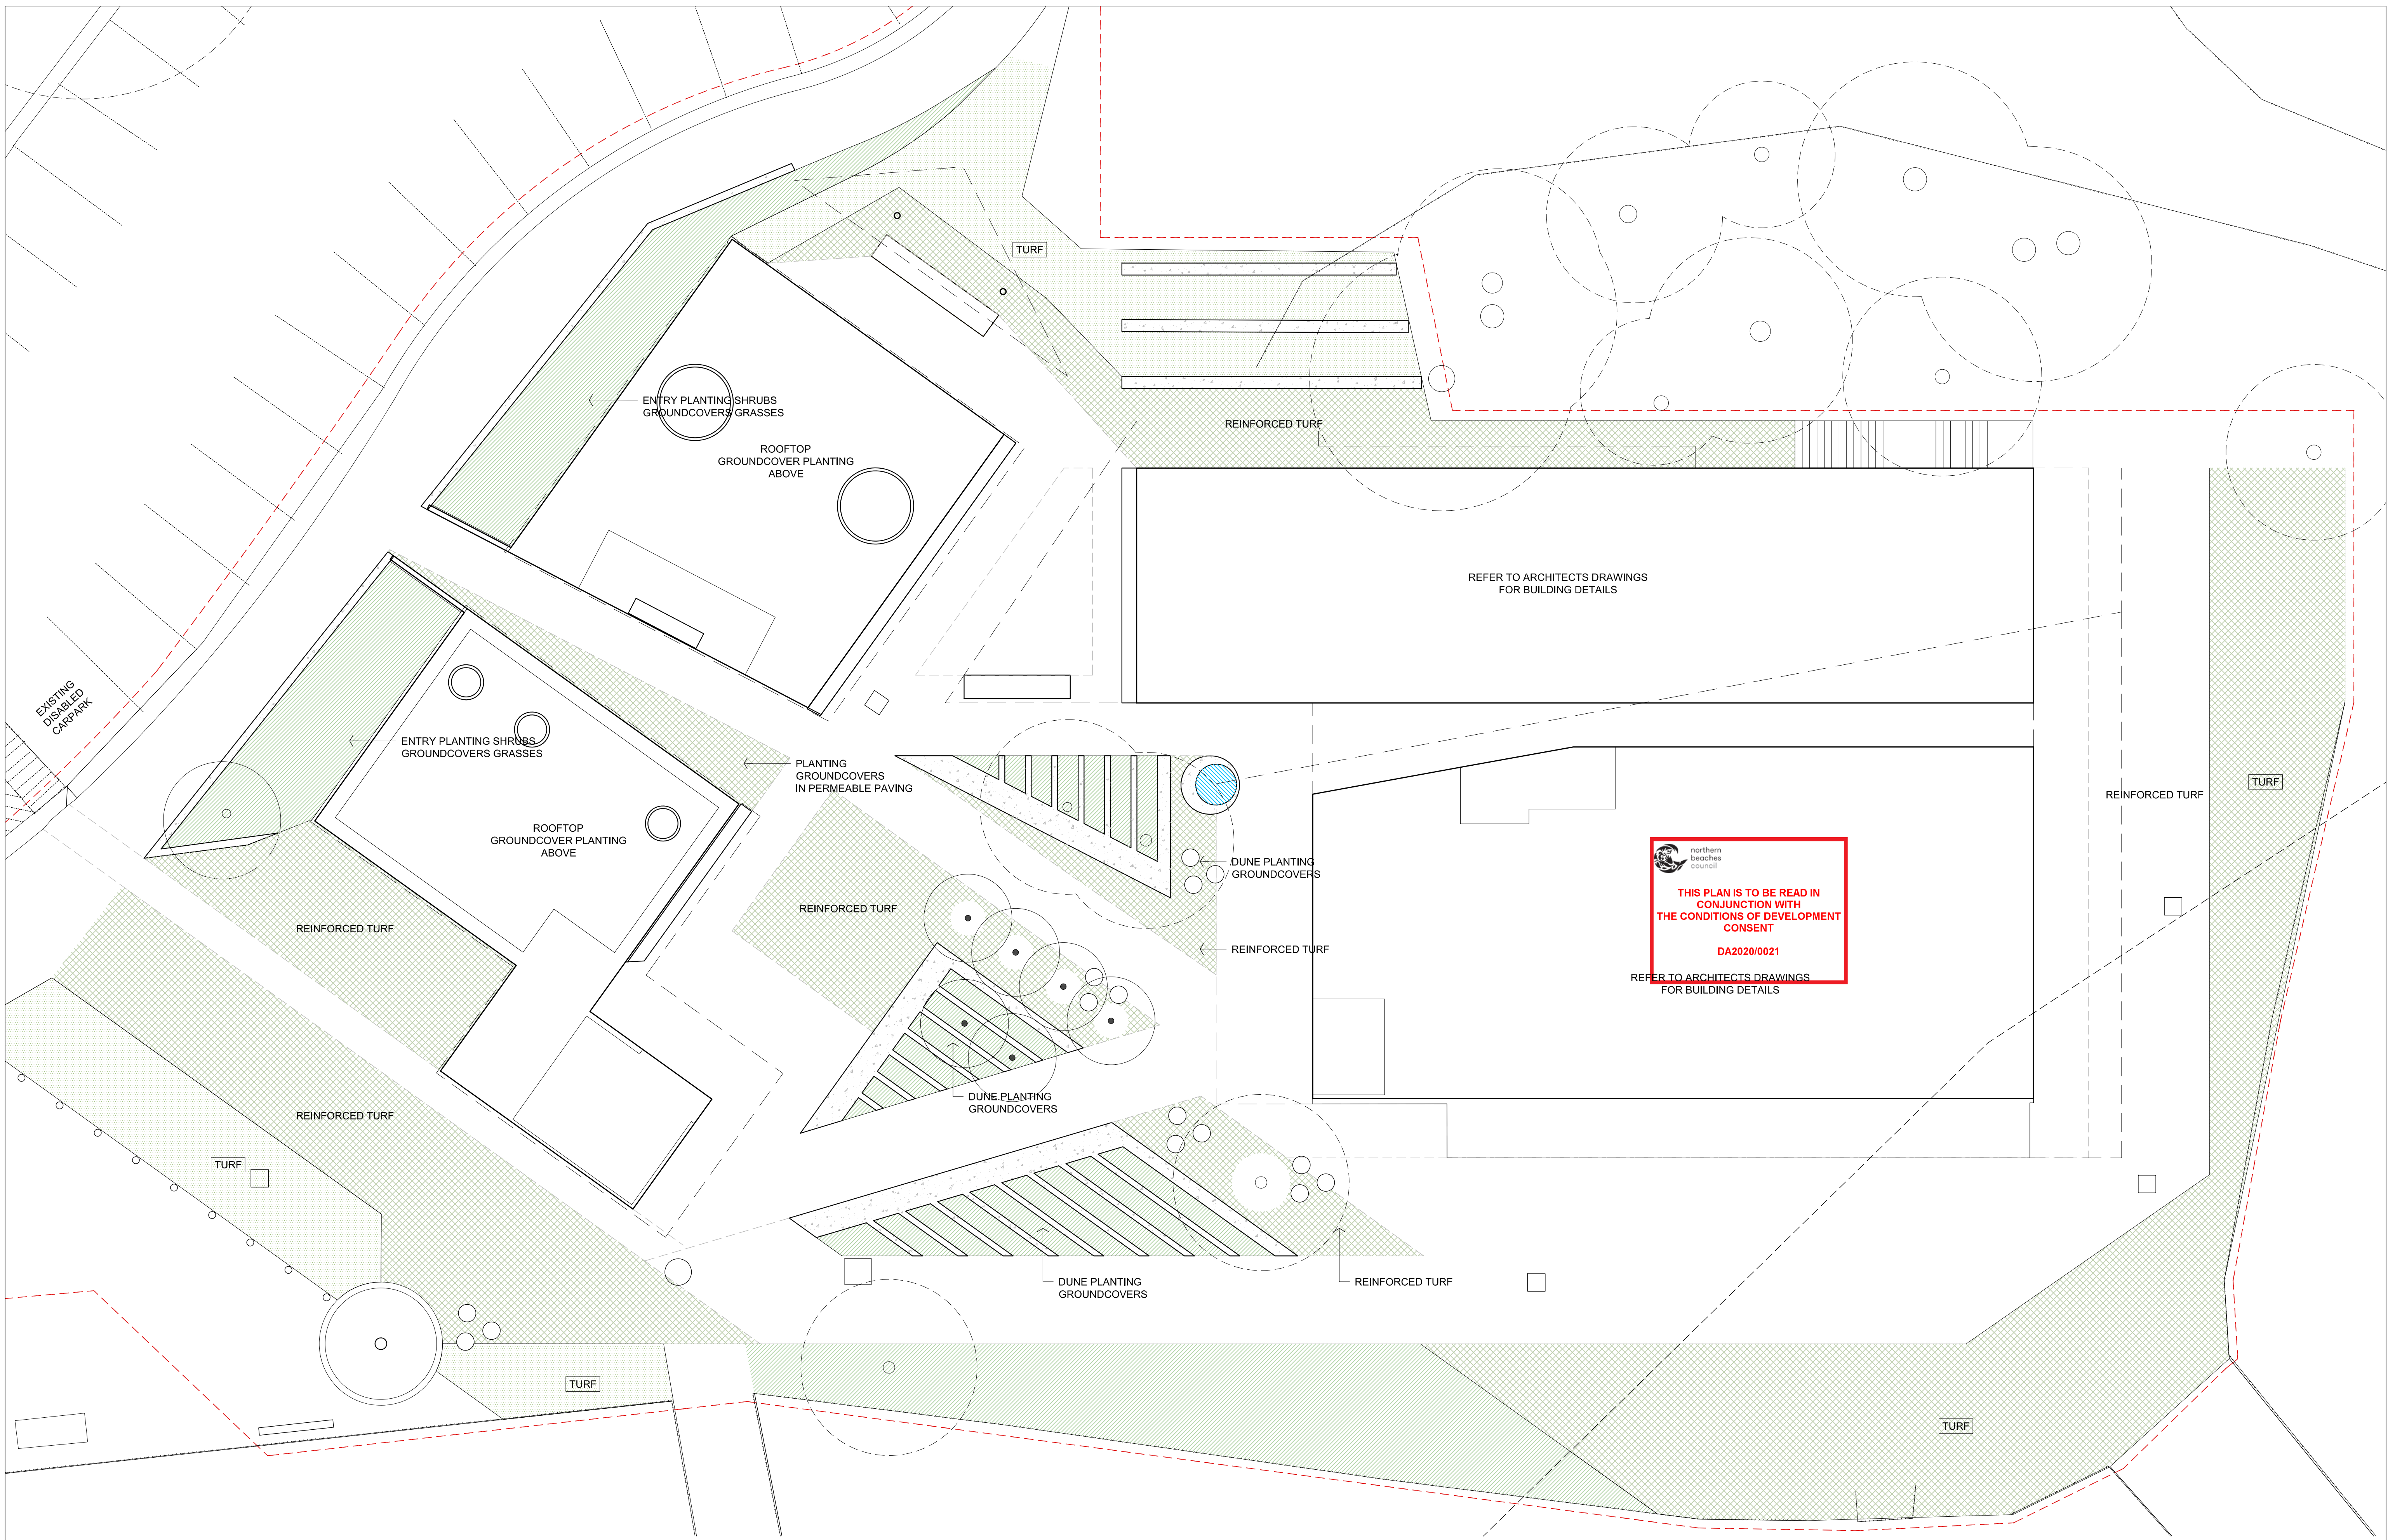 TURF
ENTRY PLANTING SHRUBS
GROUNDCOVERS GRASSES
REINFORCED TURF
ROOFTOP
GROUNDCOVER PLANTING
ABOVE
REFER TO ARCHITECTS DRAWINGS
FOR BUILDING DETAILS
EXISTING
DISABLED
CARPARK
ENTRY PLANTING SHRUBS
GROUNDCOVERS GRASSES
PLANTING
GROUNDCOVERS
IN PERMEABLE PAVING
TURF
REINFORCED TURF
ROOFTOP
GROUNDCOVER PLANTING
ABOVE
northern
beaches
council
DUNE PLANTING
GROUNDCOVERS
THIS PLAN IS TO BE READ IN
CONJUNCTION WITH
THE CONDITIONS OF DEVELOPMENT
CONSENT
DA2020/0021
REINFORCED TURF
REINFORCED TURF
REINFORCED TURF
REFER TO ARCHITECTS DRAWINGS
FOR BUILDING DETAILS
DUNE PLANTING
GROUNDCOVERS
REINFORCED TURF
TURF
DUNE PLANTING
GROUNDCOVERS
REINFORCED TURF
TURF
TURF